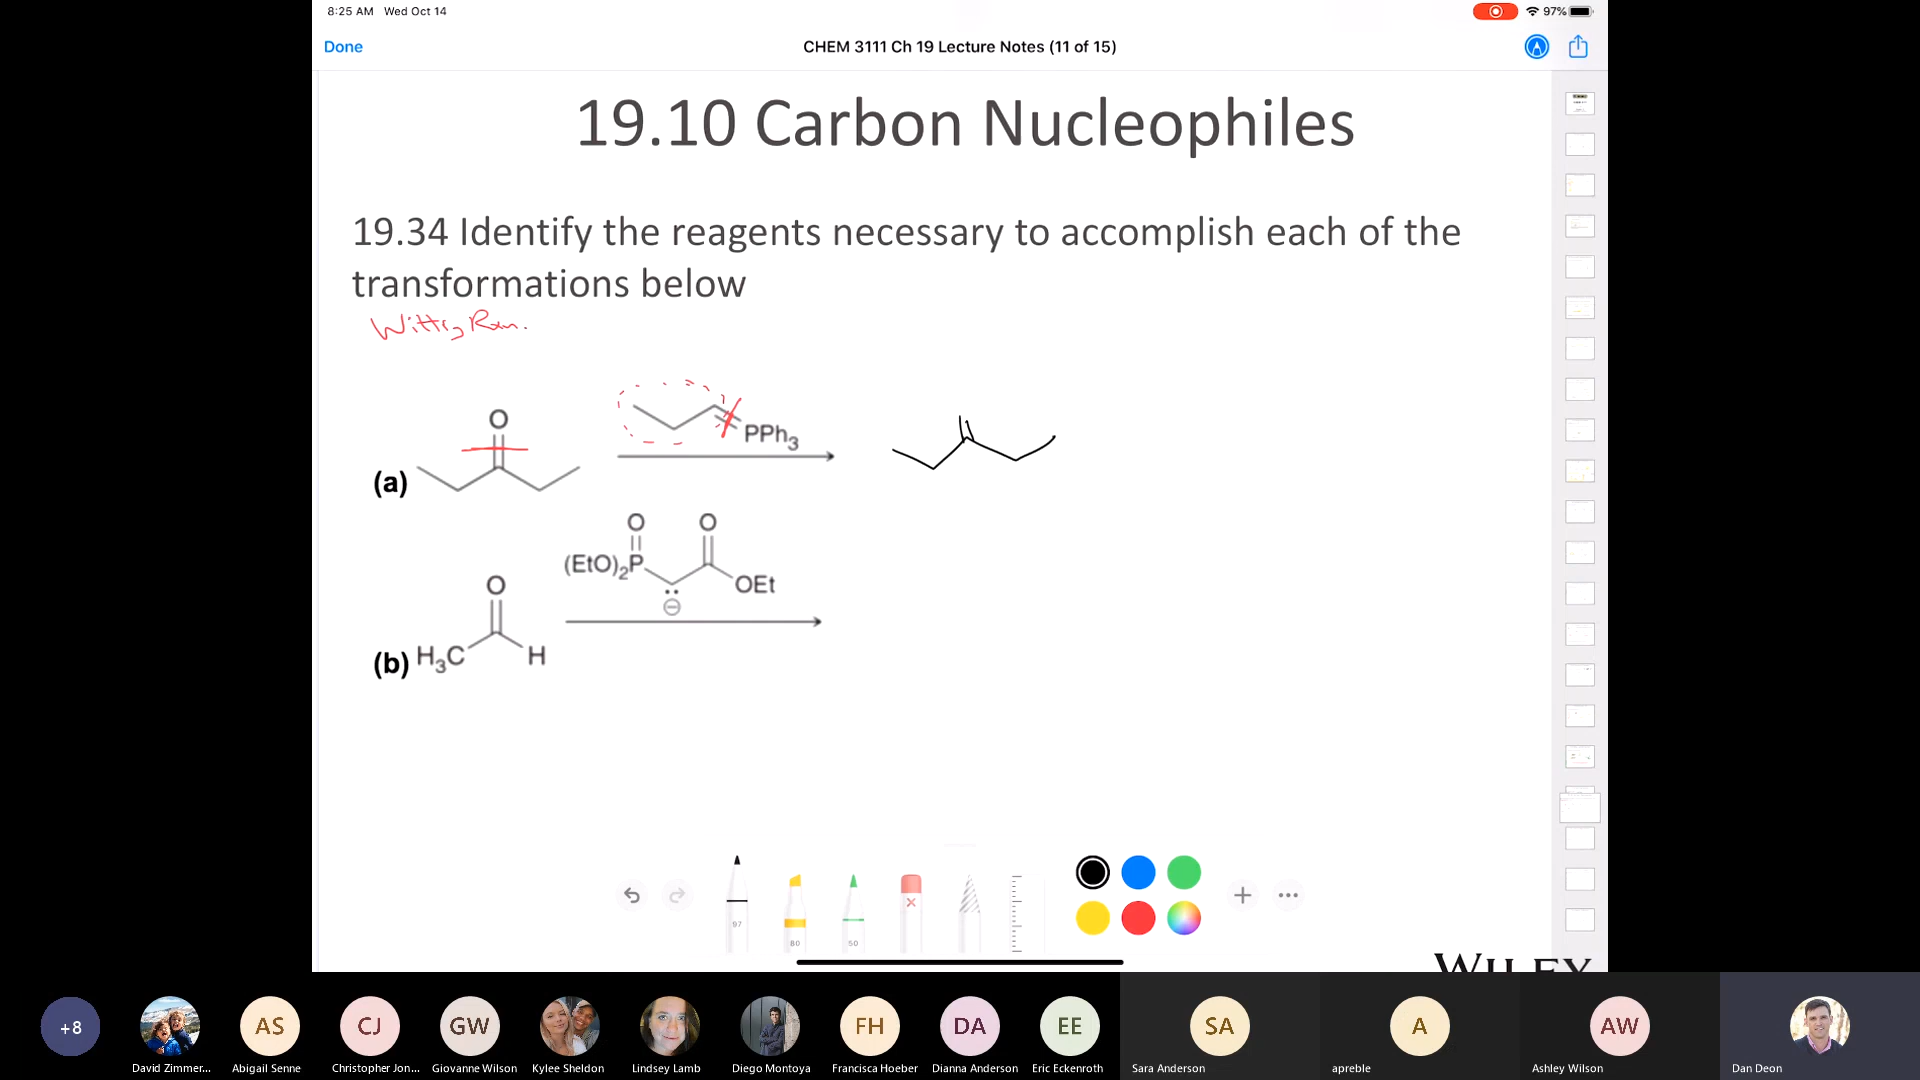 8:25 AM Wed Oct 14
97%
Done
CHEM 3111 Ch 19 Lecture Notes (11 of 15)
19.10 Carbon Nucleophiles
19.34 Identify the reagents necessary to accomplish each of the
transformations below
Wittig Rxn.
O
PPh3
(a)
O
O
(EtO)2P
OEt
⊖
O
(b) H3C
H
97
80
50
WILEY
+8
AS
CJ
GW
FH
DA
EE
SA
A
AW
David Zimmer...
Abigail Senne
Christopher Jon...
Giovanne Wilson
Kylee Sheldon
Lindsey Lamb
Diego Montoya
Francisca Hoeber
Dianna Anderson
Eric Eckenroth
Sara Anderson
apreble
Ashley Wilson
Dan Deon